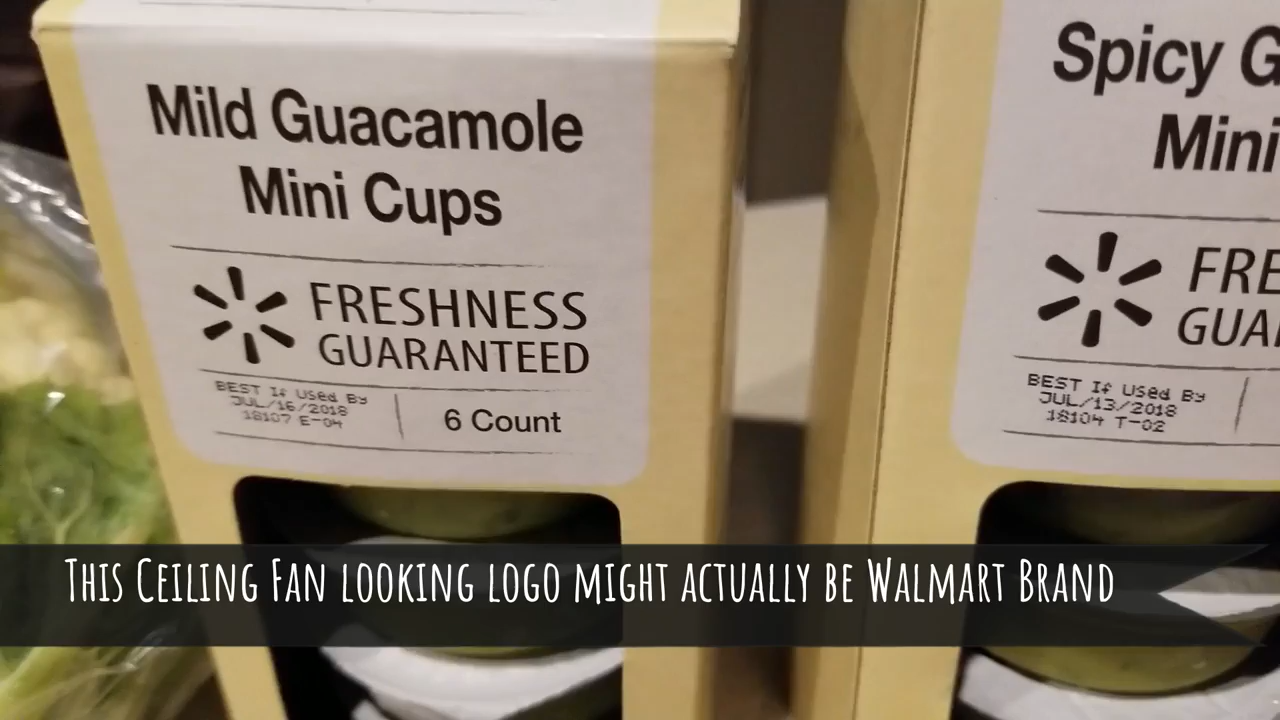 Mild Guacamole
Mini Cups
FRESHNESS
GUARANTEED
BEST If Used By
JUL/16/2018
18107 E-04
6 Count
Spicy G
Mini
FRE
GUA
BEST If Used By
JUL/13/2018
18104 T-02
This Ceiling Fan looking logo might actually be Walmart Brand